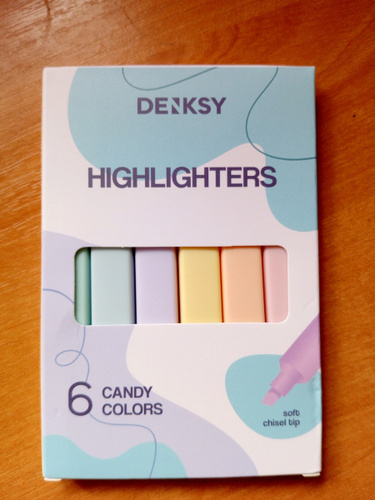 DENKSY
HIGHLIGHTERS
6 CANDY
COLORS
soft
chisel tip